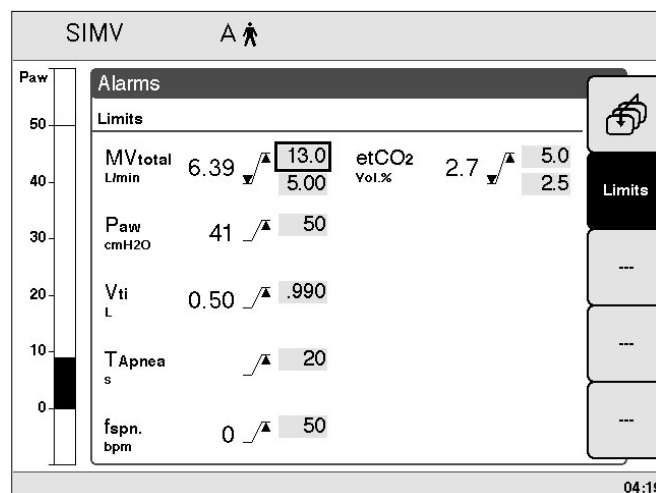 SIMV A
Paw
Alarms
Limits
50
40
30
20
10
0
MVtotal 6.39 13.0
L/min 5.00
etCO2 2.7 5.0
Vol.% 2.5
Paw 41 50
cmH2O
Vti 0.50 .990
L
TApnea 20
s
fspn. 0 50
bpm
Limits
---
---
---
04:19